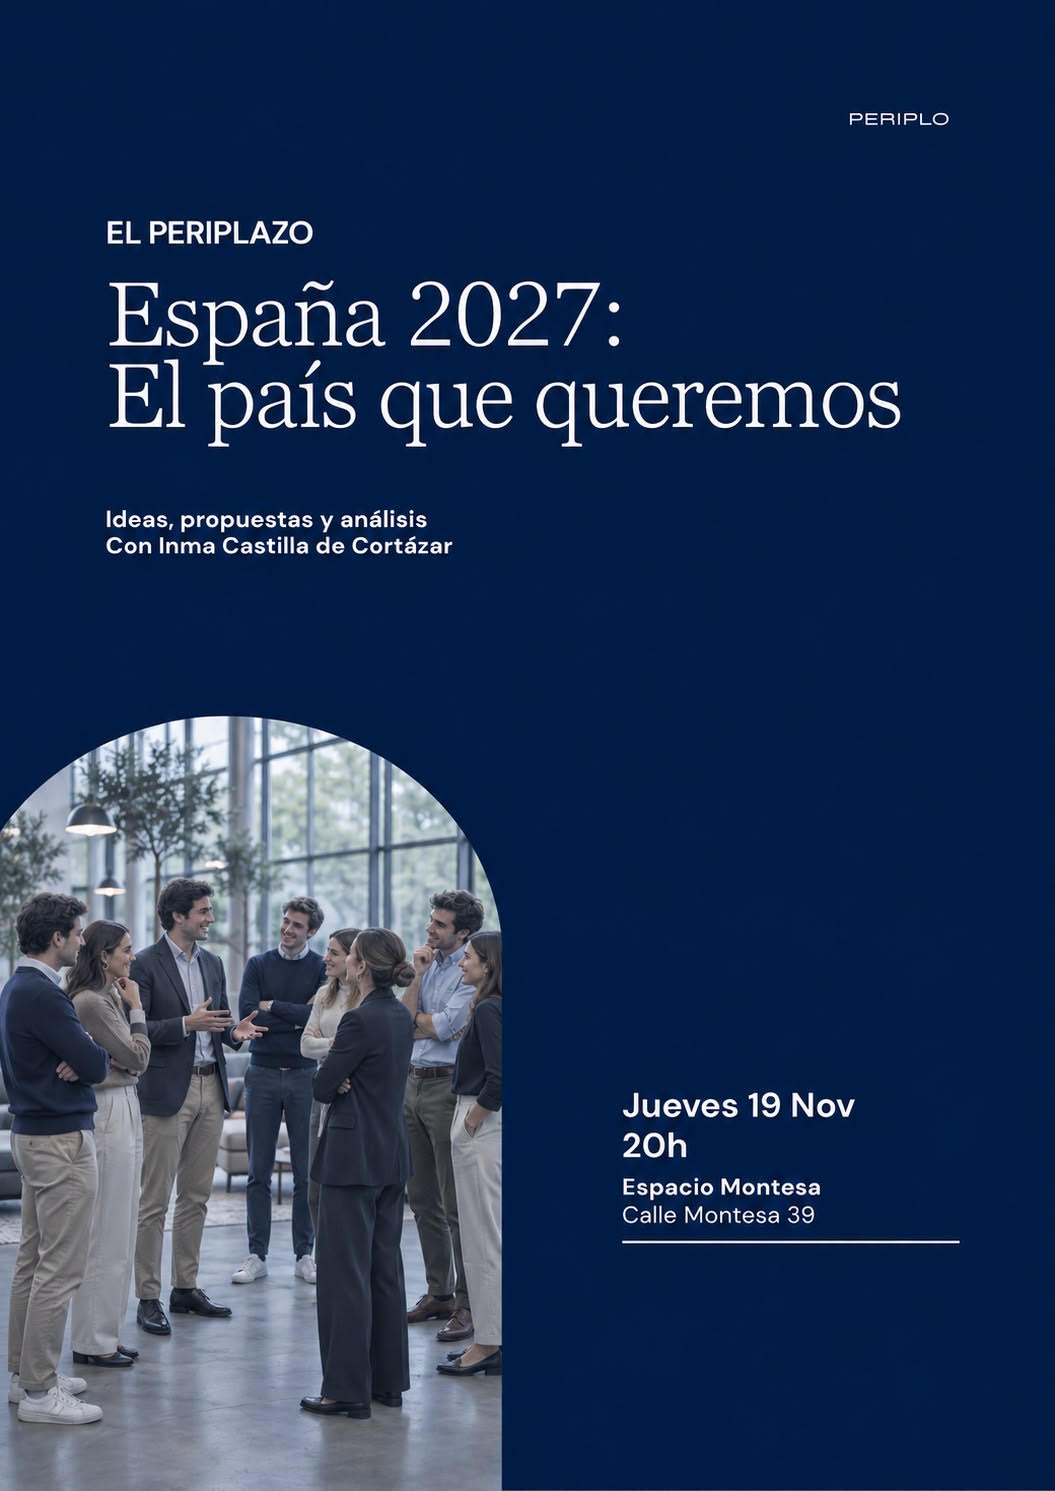 PERIPLO
EL PERIPLAZO
España 2027:
El país que queremos
Ideas, propuestas y análisis
Con Inma Castilla de Cortázar
Jueves 19 Nov
20h
Espacio Montesa
Calle Montesa 39